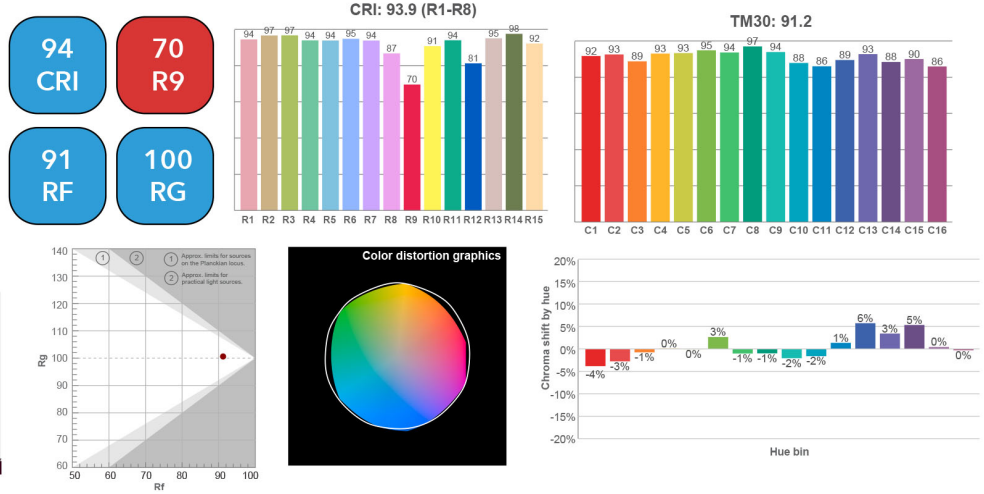 94
CRI
70
R9
91
RF
100
RG
CRI: 93.9 (R1-R8)
94 97 97 94 94 95 94 87 70 91 94 81 95 98 92
R1 R2 R3 R4 R5 R6 R7 R8 R9 R10 R11 R12 R13 R14 R15
TM30: 91.2
92 93 89 93 93 95 94 97 94 88 86 89 93 88 90 86
C1 C2 C3 C4 C5 C6 C7 C8 C9 C10 C11 C12 C13 C14 C15 C16
140
130
120
110
100
90
80
70
60
Rg
50 60 70 80 90 100
Rf
1 2
1 Approx. limits for sources
on the Planckian locus.
2 Approx. limits for
practical light sources.
Color distortion graphics
20%
15%
10%
5%
0%
-5%
-10%
-15%
-20%
Chroma shift by hue
-4% -3% -1% 0% 0% 3% -1% -1% -2% -2% 1% 6% 3% 5% 0% -0%
Hue bin